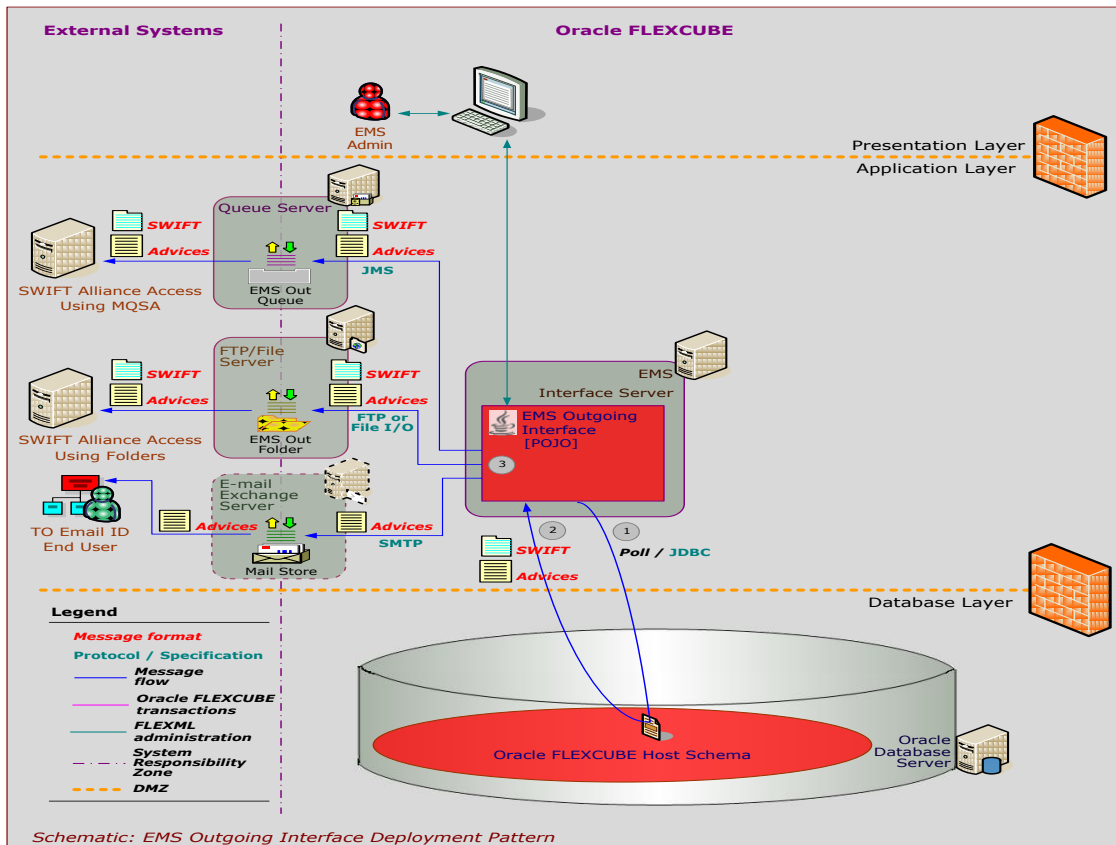 External Systems
Oracle FLEXCUBE
EMS
Admin
Presentation Layer
Application Layer
Queue Server
SWIFT
Advices
SWIFT
Advices
JMS
EMS Out
Queue
SWIFT Alliance Access
Using MQSA
FTP/File
Server
SWIFT
Advices
SWIFT
Advices
FTP or
File I/O
EMS Out
Folder
SWIFT Alliance Access
Using Folders
EMS
Interface Server
EMS Outgoing
Interface
[POJO]
3
E-mail
Exchange
Server
Advices
Advices
SMTP
Mail Store
TO Email ID
End User
2
1
SWIFT
Advices
Poll / JDBC
Database Layer
Legend
Message format
Protocol / Specification
Message
flow
Oracle FLEXCUBE
transactions
FLEXML
administration
System
Responsibility
Zone
DMZ
Oracle FLEXCUBE Host Schema
Oracle
Database
Server
Schematic: EMS Outgoing Interface Deployment Pattern